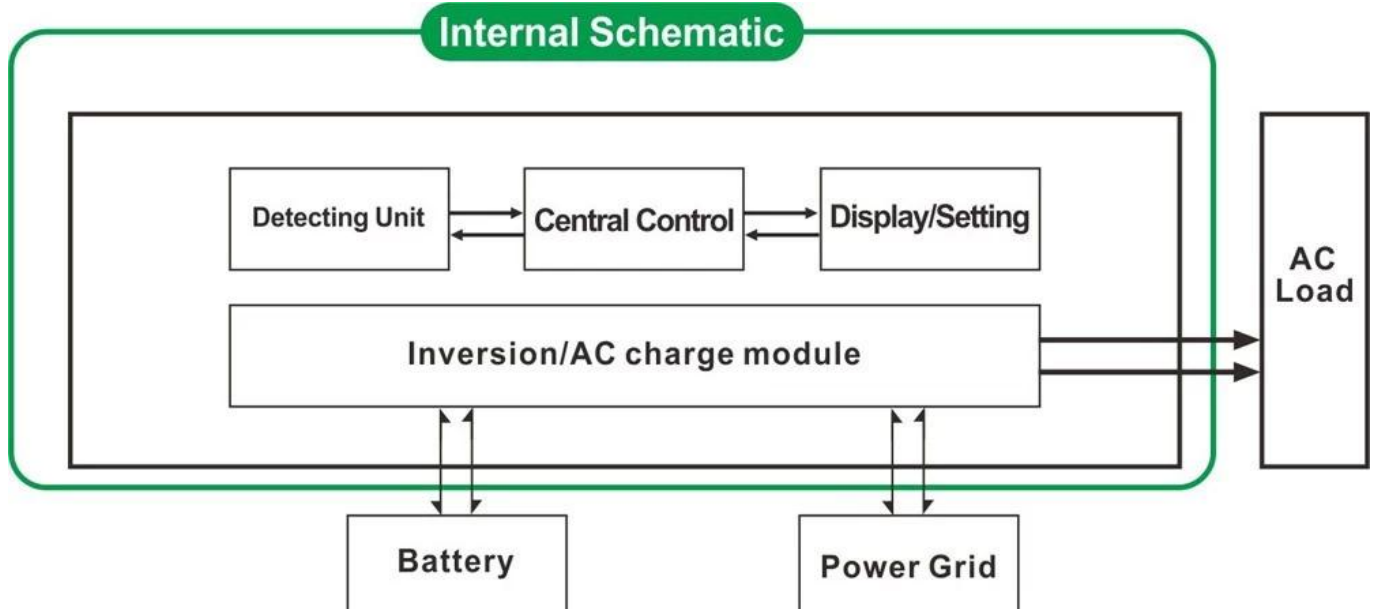 Internal Schematic
Detecting Unit
Central Control
Display/Setting
AC
Load
Inversion/AC charge module
Battery
Power Grid